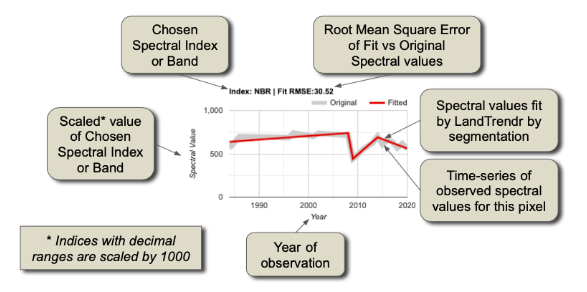 Chosen
Spectral Index
or Band
Root Mean Square Error
of Fit vs Original
Spectral values
Index: NBR | Fit RMSE:30.52
Original
Fitted
Scaled* value
of Chosen
Spectral Index
or Band
Spectral Value
1,000
500
0
1990
2000
2010
2020
Year
Spectral values fit
by LandTrendr by
segmentation
Time-series of
observed spectral
values for this pixel
* Indices with decimal
ranges are scaled by 1000
Year of
observation